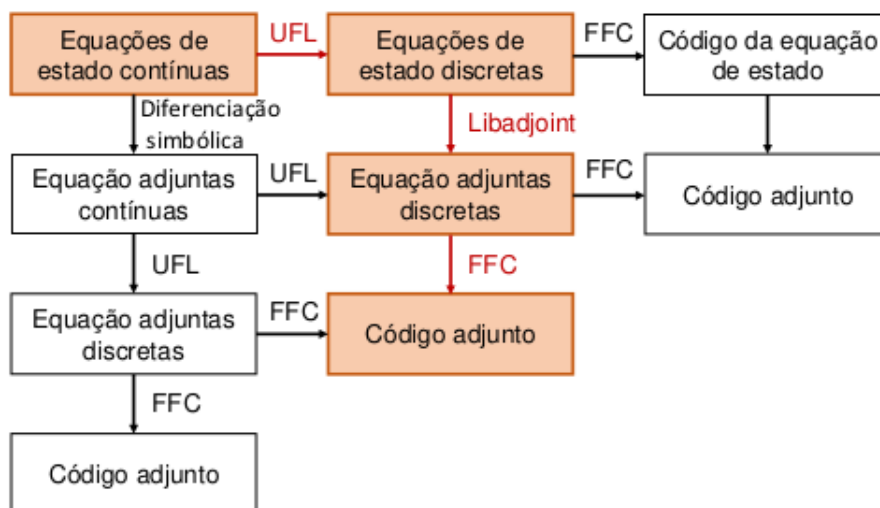 Equações de
estado contínuas
UFL
Equações de
estado discretas
FFC
Código da equação
de estado
Diferenciação
simbólica
Libadjoint
Equação adjuntas
contínuas
UFL
Equação adjuntas
discretas
FFC
Código adjunto
UFL
FFC
Equação adjuntas
discretas
FFC
Código adjunto
FFC
Código adjunto